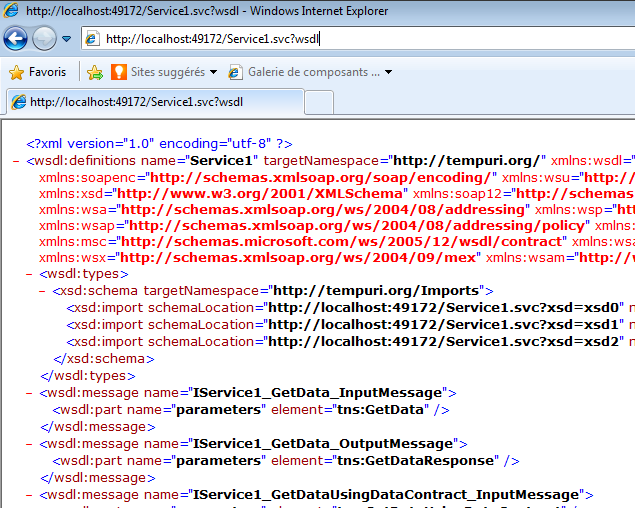 http://localhost:49172/Service1.svc?wsdl - Windows Internet Explorer
http://localhost:49172/Service1.svc?wsdl
Favoris Sites suggérés Galerie de composants ...
http://localhost:49172/Service1.svc?wsdl
<?xml version="1.0" encoding="utf-8" ?>
- <wsdl:definitions name="Service1" targetNamespace="http://tempuri.org/" xmlns:wsdl="
xmlns:soapenc="http://schemas.xmlsoap.org/soap/encoding/" xmlns:wsu="http://
xmlns:xsd="http://www.w3.org/2001/XMLSchema" xmlns:soap12="http://schemas
xmlns:wsa="http://schemas.xmlsoap.org/ws/2004/08/addressing" xmlns:wsp="
xmlns:wsap="http://schemas.xmlsoap.org/ws/2004/08/addressing/policy" xmlns:
xmlns:msc="http://schemas.microsoft.com/ws/2005/12/wsdl/contract" xmlns:wsa
xmlns:wsx="http://schemas.xmlsoap.org/ws/2004/09/mex" xmlns:wsam="http://w
- <wsdl:types>
- <xsd:schema targetNamespace="http://tempuri.org/Imports">
<xsd:import schemaLocation="http://localhost:49172/Service1.svc?xsd=xsd0" n
<xsd:import schemaLocation="http://localhost:49172/Service1.svc?xsd=xsd1" n
<xsd:import schemaLocation="http://localhost:49172/Service1.svc?xsd=xsd2" n
</xsd:schema>
</wsdl:types>
- <wsdl:message name="IService1_GetData_InputMessage">
<wsdl:part name="parameters" element="tns:GetData" />
</wsdl:message>
- <wsdl:message name="IService1_GetData_OutputMessage">
<wsdl:part name="parameters" element="tns:GetDataResponse" />
</wsdl:message>
- <wsdl:message name="IService1_GetDataUsingDataContract_InputMessage">